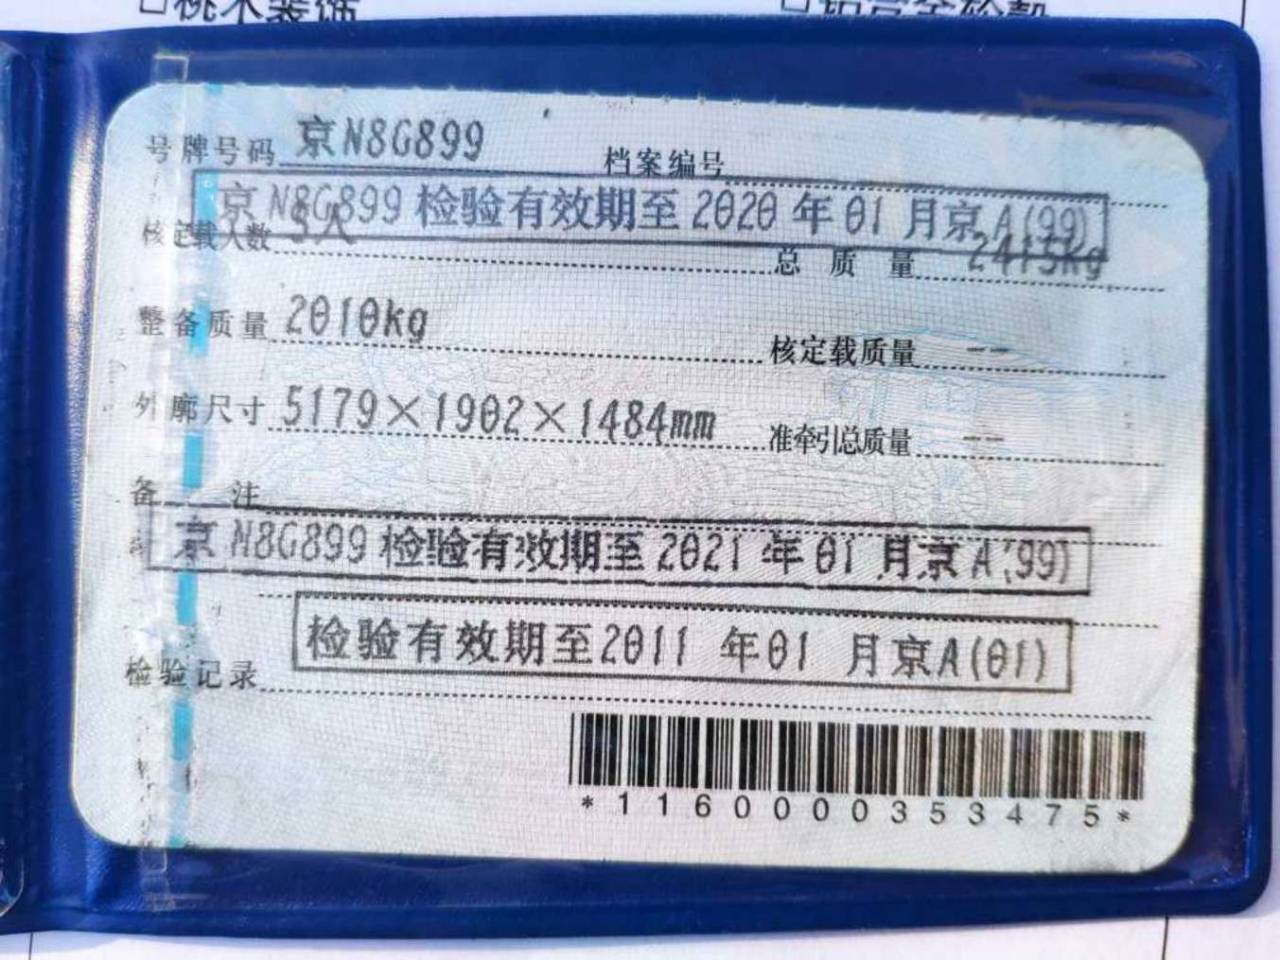 号牌号码 京N8G899 档案编号
京N8G899 检验有效期至 2020 年 01 月京A(99)
核定载人数 5人 总质量 2415kg
整备质量 2010kg 核定载质量 --
外廓尺寸 5179×1902×1484mm 准牵引总质量 --
备注
京 N8G899 检验有效期至 2021 年 01 月京A(99)
检验有效期至2011 年01 月京A(01)
检验记录
*1160000353475*